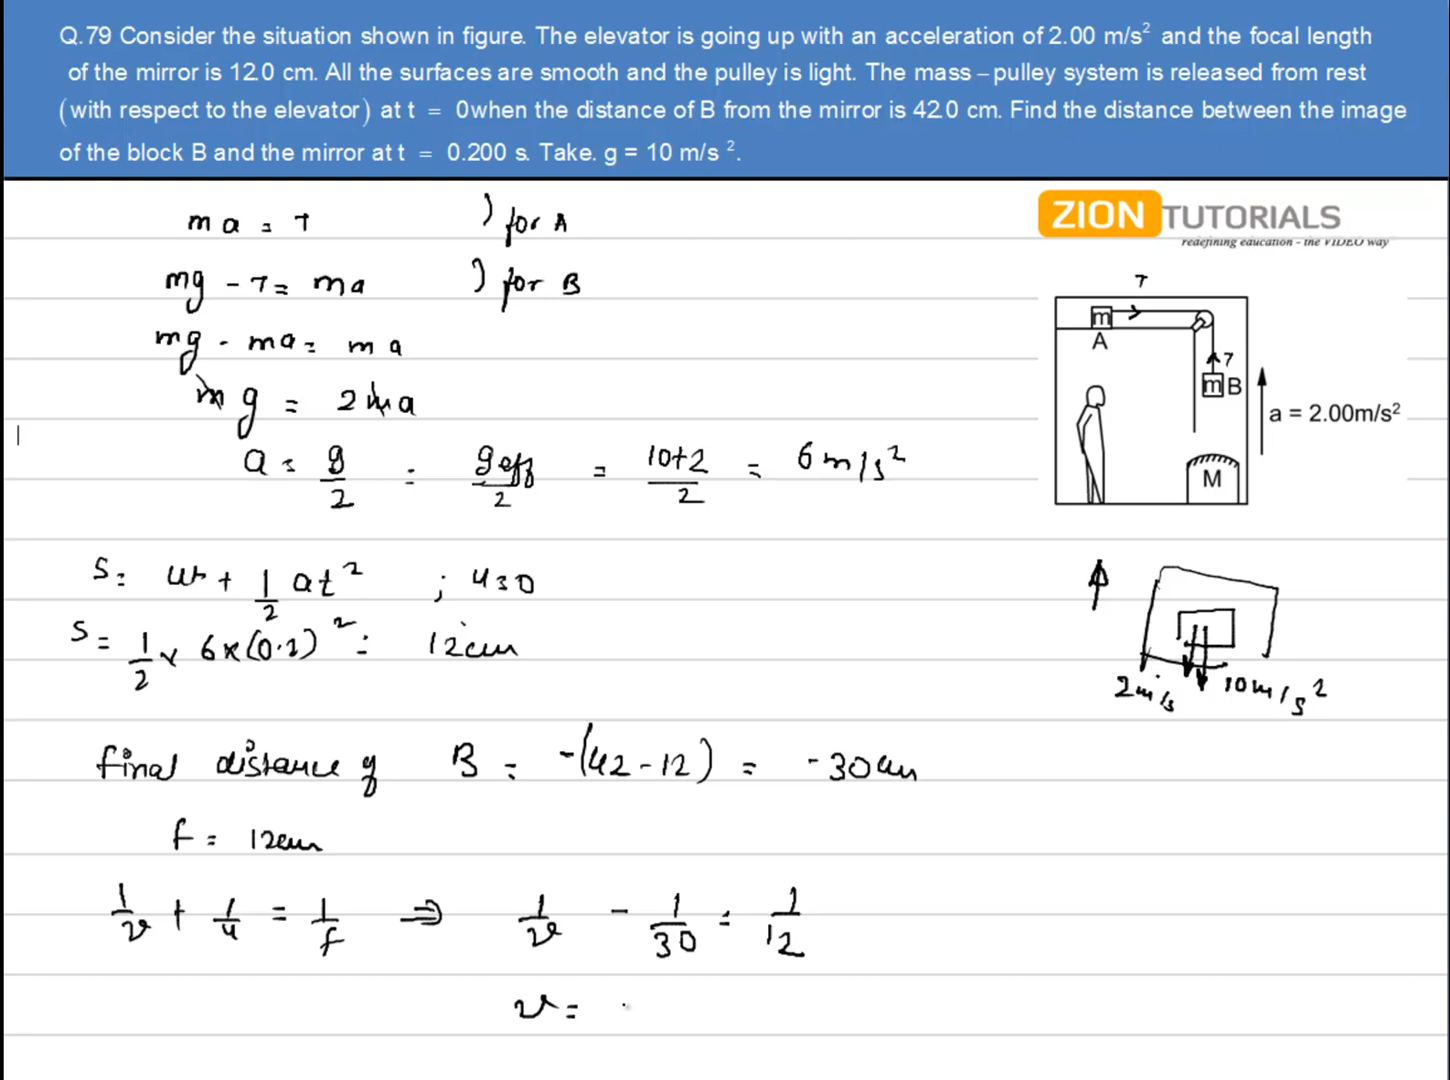 Q.79 Consider the situation shown in figure. The elevator is going up with an acceleration of 2.00 m/s² and the focal length
of the mirror is 12.0 cm. All the surfaces are smooth and the pulley is light. The mass – pulley system is released from rest
(with respect to the elevator) at t = 0 when the distance of B from the mirror is 42.0 cm. Find the distance between the image
of the block B and the mirror at t = 0.200 s. Take. g = 10 m/s ².
ZION TUTORIALS
redefining education - the VIDEO way
ma = T } for A
mg - T = ma } for B
mg - ma = ma
mg = 2ma
a = g/2 = geff/2 = 10+2/2 = 6 m/s²
S = ut + 1/2 at² ; u=0
S = 1/2 x 6x(0.2)² = 12cm
final distance of B = -(42-12) = -30cm
f = 12cm
1/v + 1/u = 1/f ⇒ 1/v - 1/30 = 1/12
v =
T
m
A
T
m B
a = 2.00m/s²
M
2m/s
10m/s²